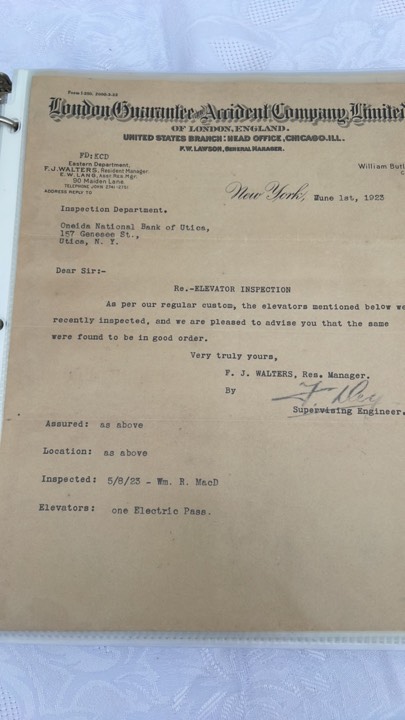 London Guarantee and Accident Company, Limited
OF LONDON, ENGLAND.
UNITED STATES BRANCH: HEAD OFFICE, CHICAGO. ILL.
F.W. LAWSON, GENERAL MANAGER.
FD:ECD
Eastern Department,
F. J. WALTERS, Resident Manager
E. W. LANG, Asst Res. Mgr.
90 Maiden Lane
TELEPHONE JOHN
ADDRESS REPLY TO
William
New York, June 1st, 1923
Inspection Department.
Oneida National Bank of Utica,
157 Genesee St.,
Utica, N. Y.
Dear Sir:-
Re.-ELEVATOR INSPECTION
As per our regular custom, the elevators mentioned below we
recently inspected, and we are pleased to advise you that the same
were found to be in good order.
Very truly yours,
F. J. WALTERS, Res. Manager.
By
Supervising Engineer.
Assured: as above
Location: as above
Inspected: 5/8/23 - Wm. R. MacD
Elevators: one Electric Pass.